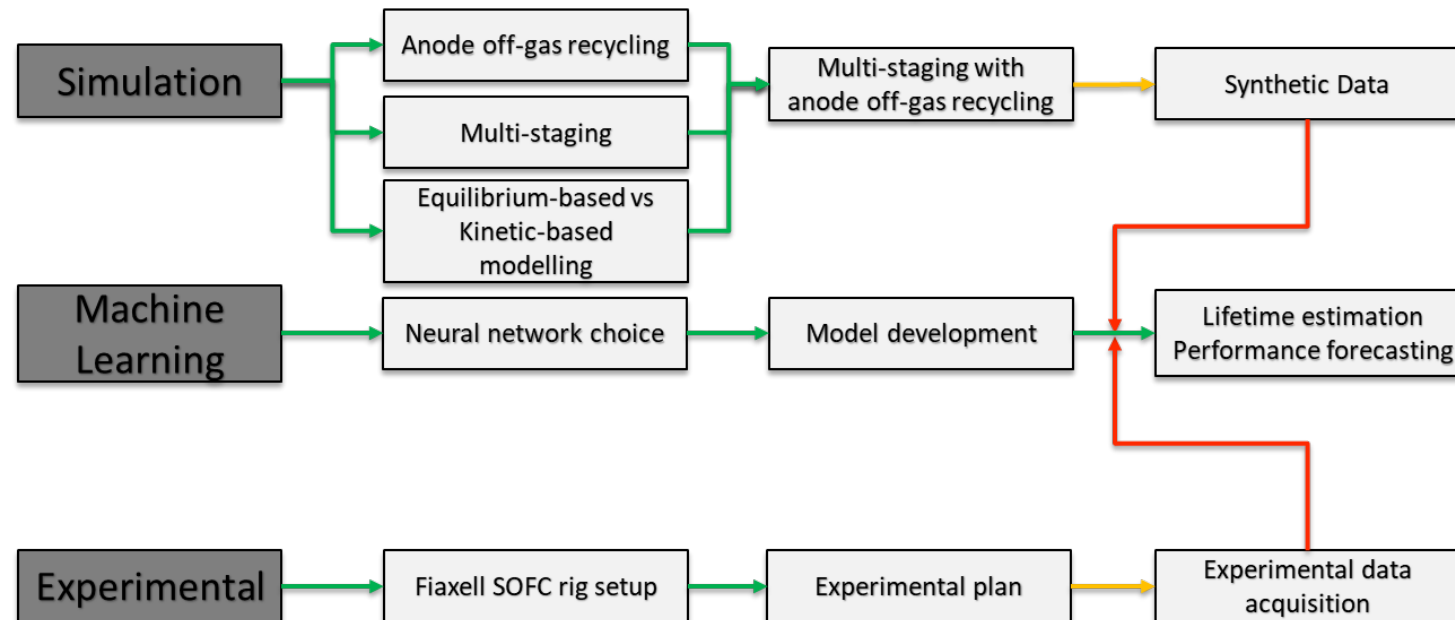 Simulation
Anode off-gas recycling
Multi-staging
Equilibrium-based vs
Kinetic-based
modelling
Multi-staging with
anode off-gas recycling
Synthetic Data
Machine
Learning
Neural network choice
Model development
Lifetime estimation
Performance forecasting
Experimental
Fiaxell SOFC rig setup
Experimental plan
Experimental data
acquisition